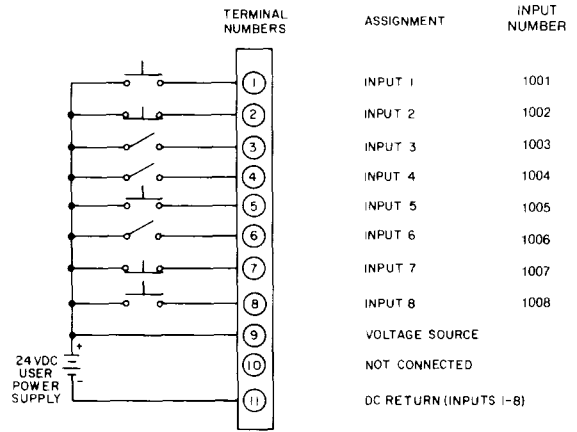 TERMINAL NUMBERS ASSIGNMENT INPUT NUMBER
1 INPUT 1 1001
2 INPUT 2 1002
3 INPUT 3 1003
4 INPUT 4 1004
5 INPUT 5 1005
6 INPUT 6 1006
7 INPUT 7 1007
8 INPUT 8 1008
9 VOLTAGE SOURCE
10 NOT CONNECTED
11 DC RETURN (INPUTS 1-8)
+
24 VDC
USER
POWER
SUPPLY
-